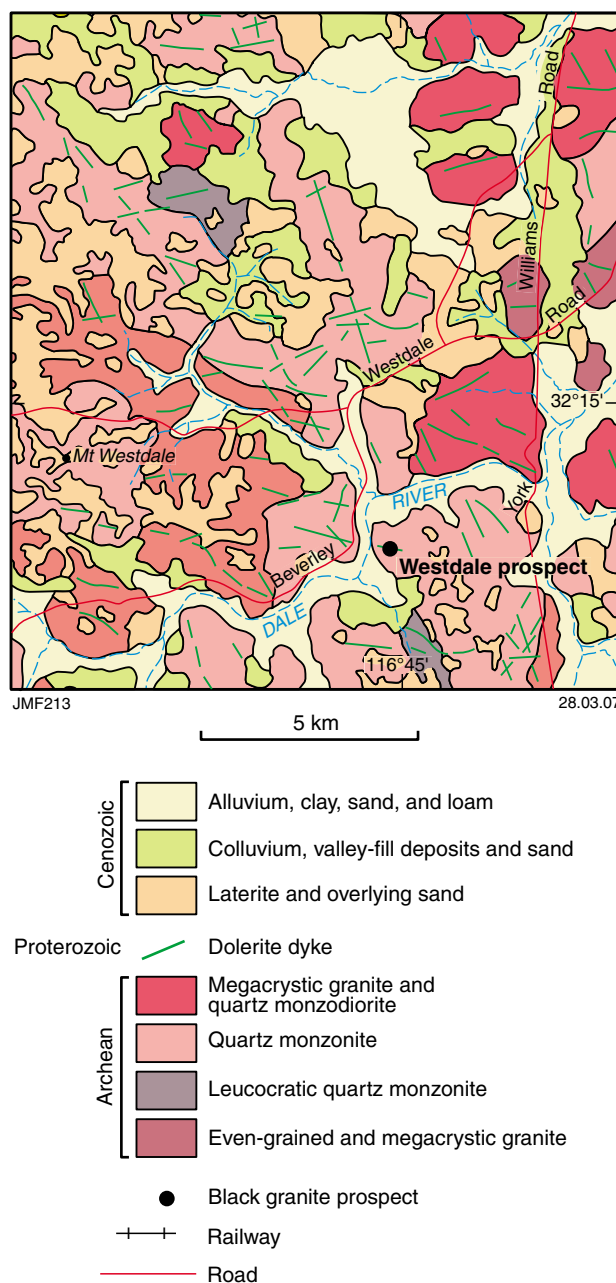 Road
Williams
Road
Westdale
32°15'
Mt Westdale
RIVER
York
Westdale prospect
Beverley
DALE
116°45'
JMF213
28.03.07
5 km
Cenozoic
Alluvium, clay, sand, and loam
Colluvium, valley-fill deposits and sand
Laterite and overlying sand
Proterozoic
Dolerite dyke
Archean
Megacrystic granite and
quartz monzodiorite
Quartz monzonite
Leucocratic quartz monzonite
Even-grained and megacrystic granite
Black granite prospect
Railway
Road